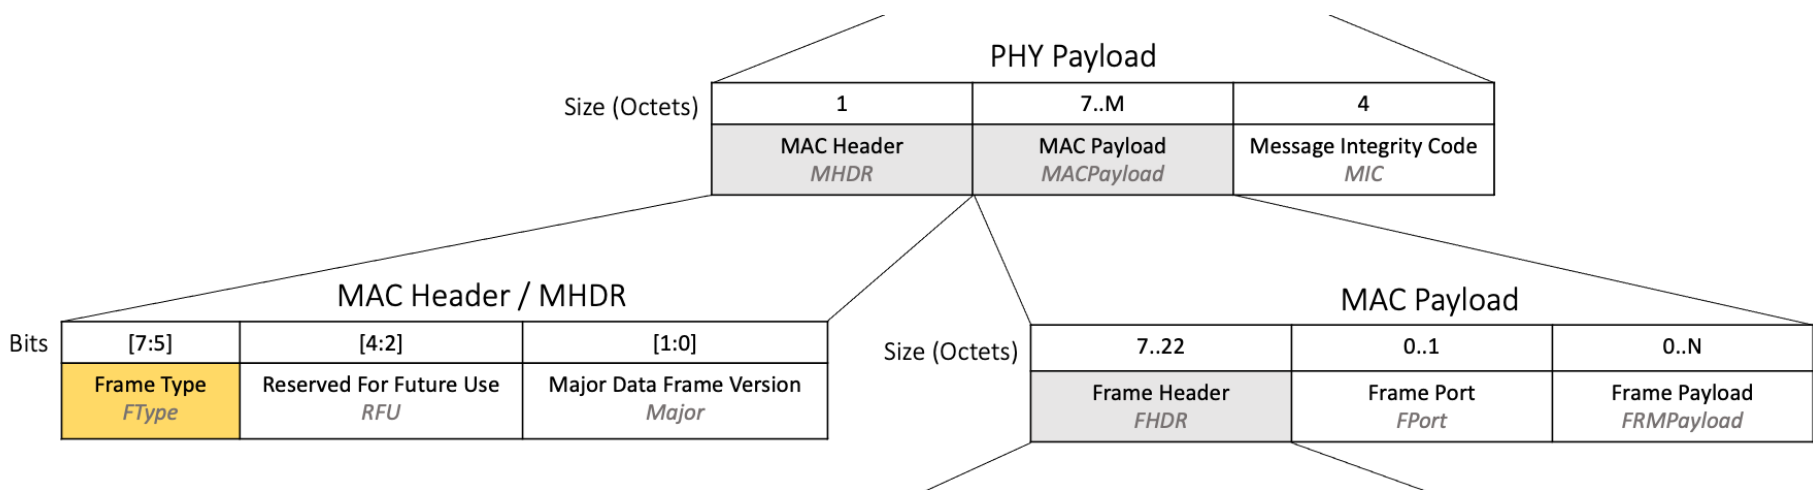 PHY Payload
Size (Octets) 1 7..M 4
MAC Header MAC Payload Message Integrity Code
MHDR MACPayload MIC
MAC Header / MHDR
Bits [7:5] [4:2] [1:0]
Frame Type Reserved For Future Use Major Data Frame Version
FType RFU Major
MAC Payload
Size (Octets) 7..22 0..1 0..N
Frame Header Frame Port Frame Payload
FHDR FPort FRMPayload